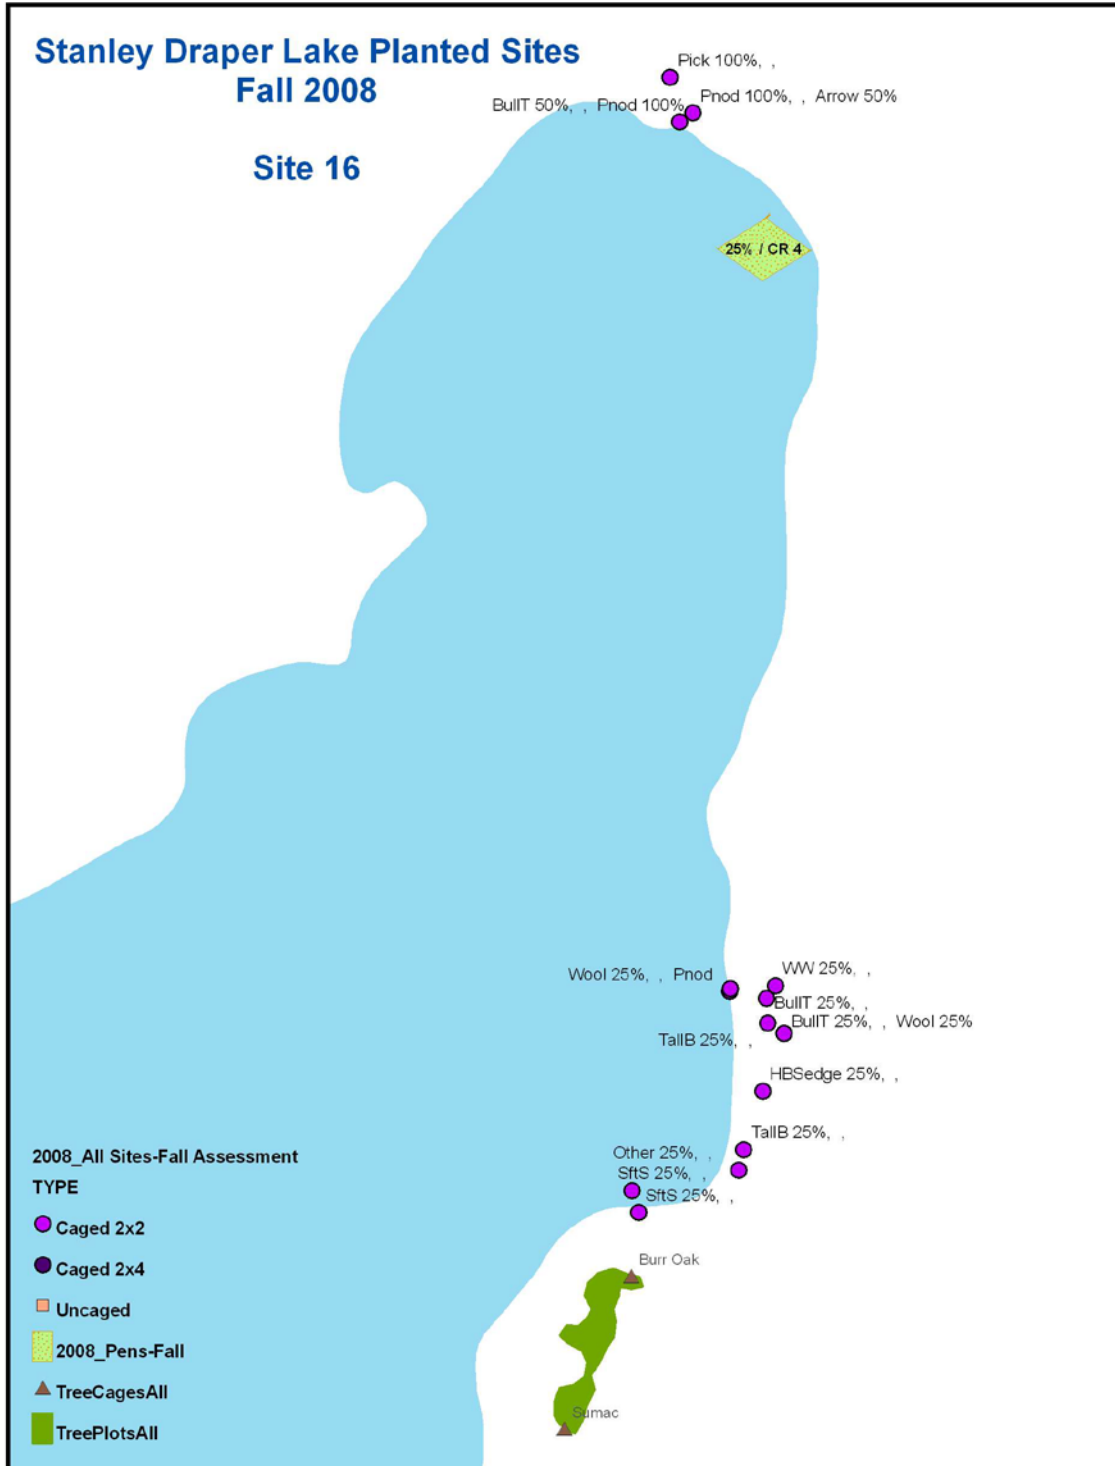 Stanley Draper Lake Planted Sites
Fall 2008
Site 16
Pick 100%, ,
Pnod 100%, , Arrow 50%
BullT 50%, , Pnod 100%
25% / CR 4
WW 25%, ,
Wool 25%, , Pnod
BullT 25%, ,
BullT 25%, , Wool 25%
TallB 25%, ,
HBSedge 25%, ,
TallB 25%, ,
Other 25%, ,
SftS 25%, ,
SftS 25%, ,
Burr Oak
Sumac
2008_All Sites-Fall Assessment
TYPE
Caged 2x2
Caged 2x4
Uncaged
2008_Pens-Fall
TreeCagesAll
TreePlotsAll